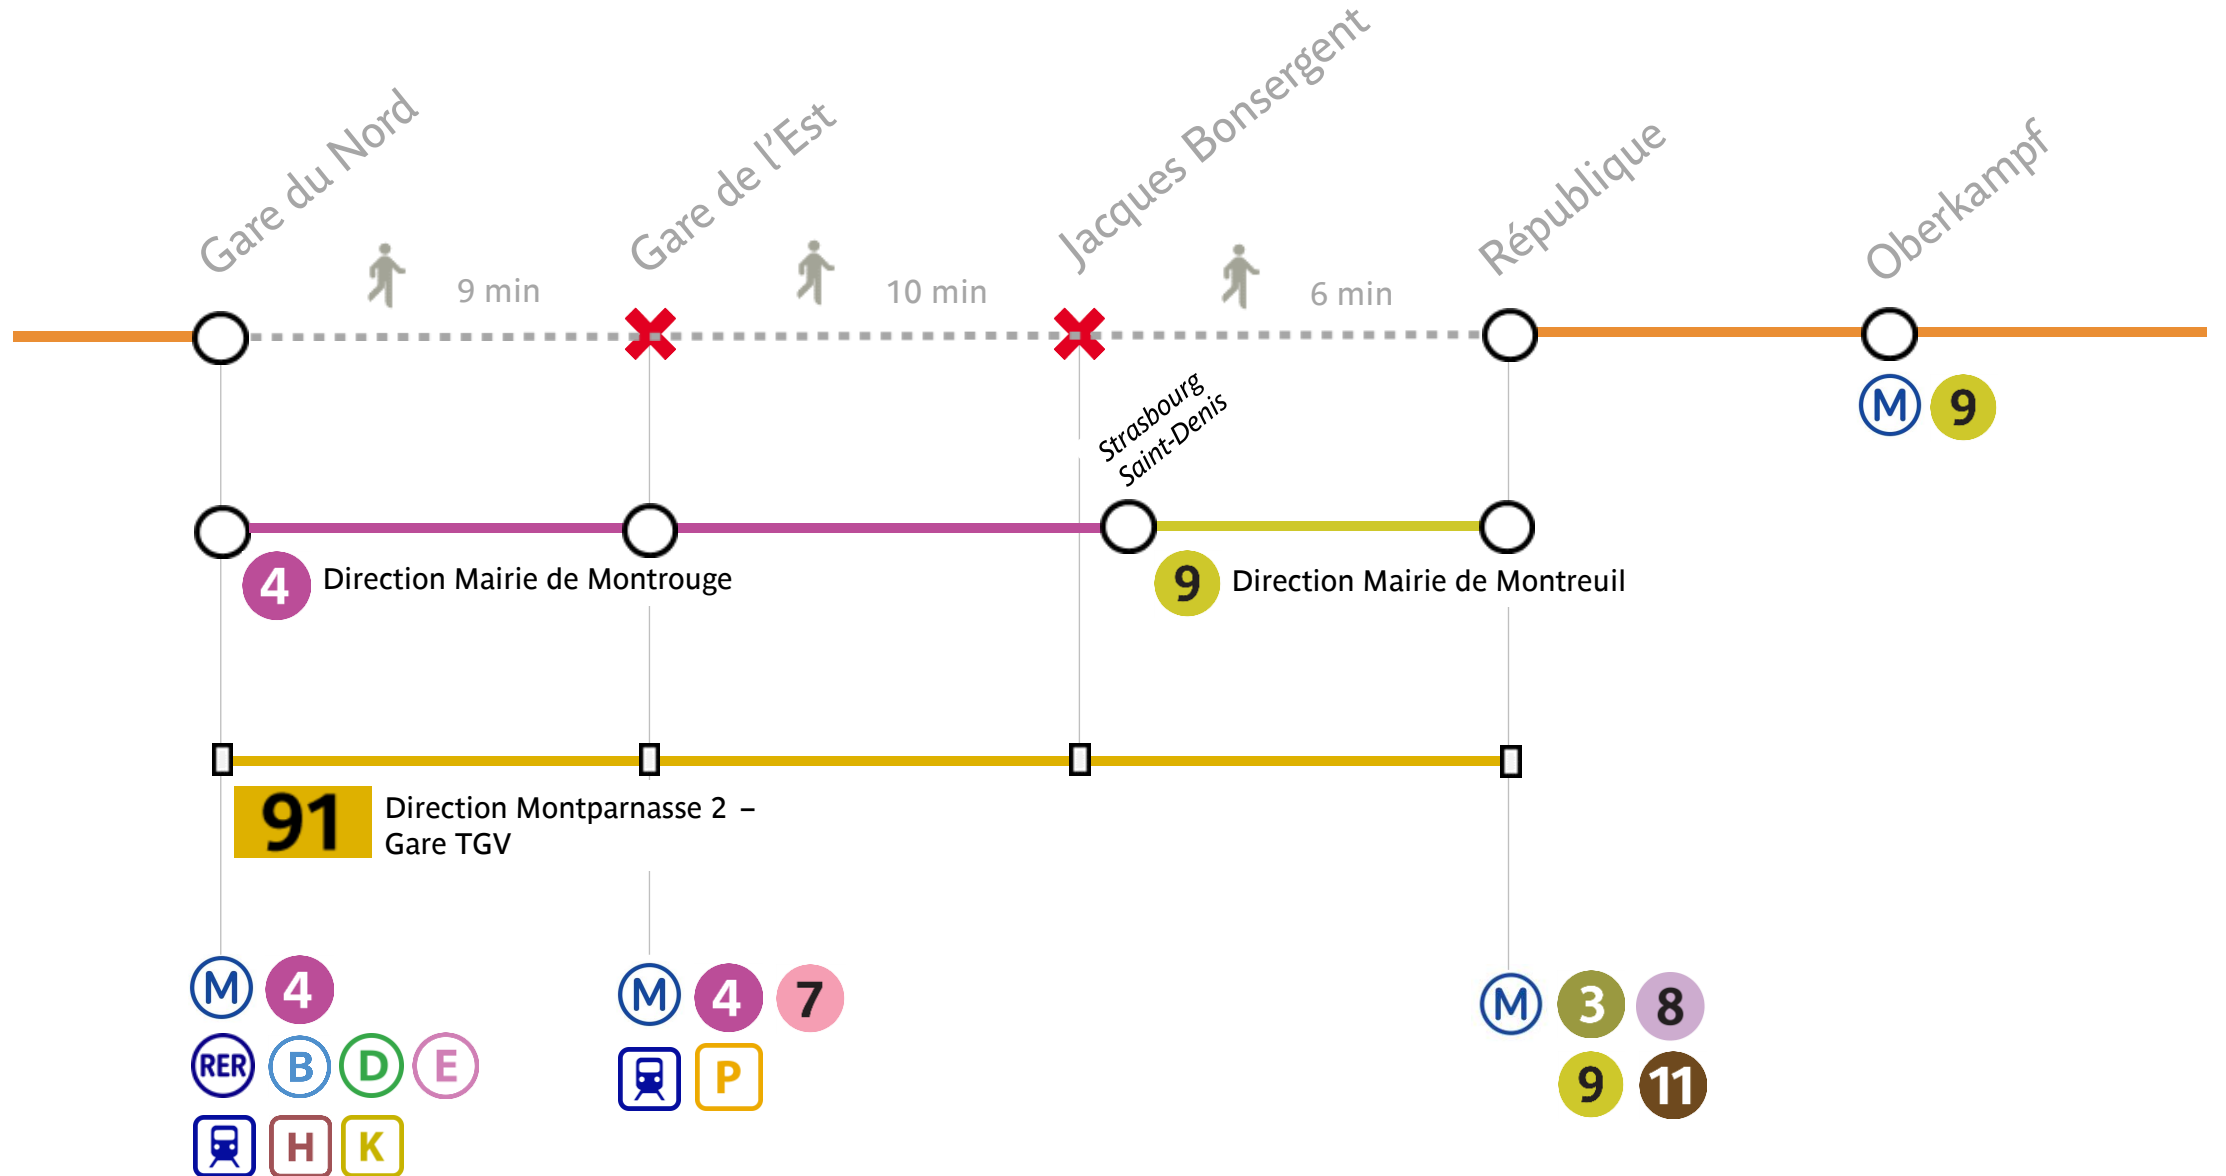 Gare du Nord
Gare de l’Est
Jacques Bonsergent
République
Oberkampf
9 min
10 min
6 min
M 9
Strasbourg
Saint-Denis
4 Direction Mairie de Montrouge
9 Direction Mairie de Montreuil
91 Direction Montparnasse 2 –
Gare TGV
M 4
RER B D E
H K
M 4 7
P
M 3 8
9 11